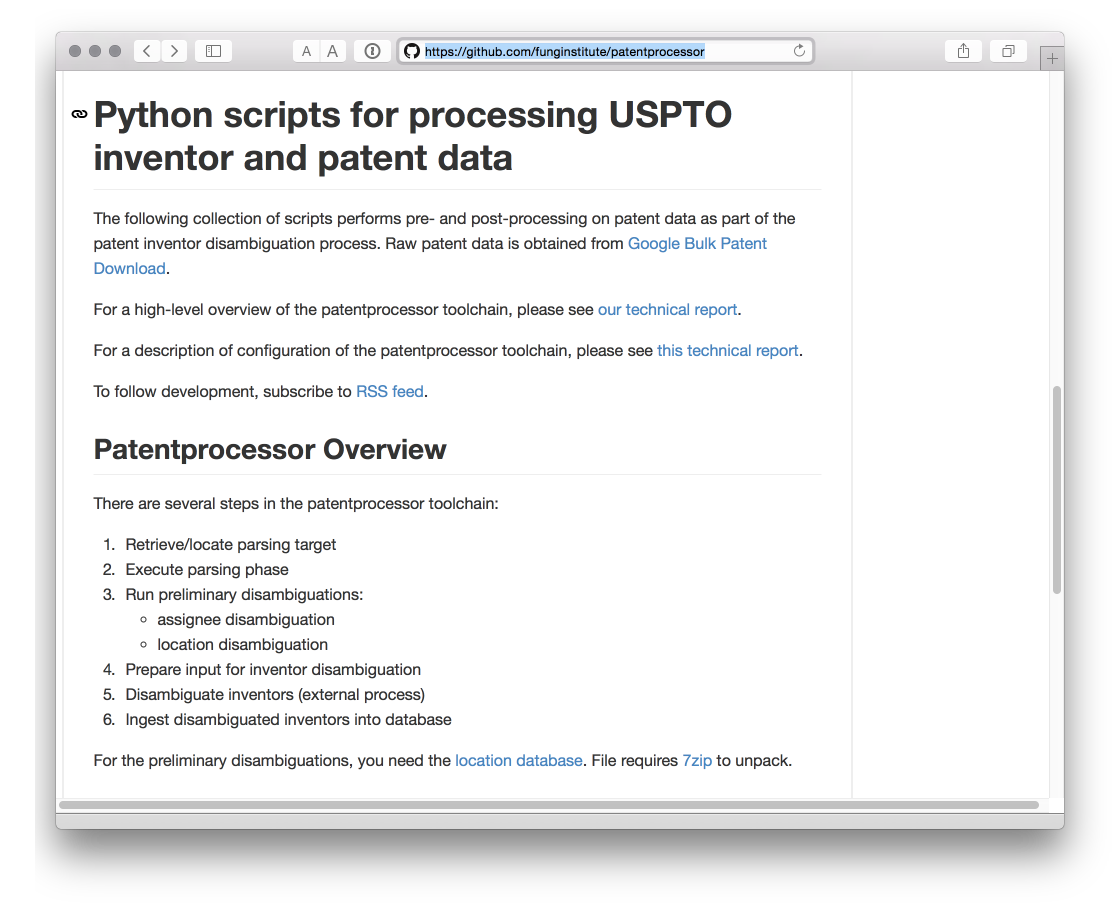 A A https://github.com/funginstitute/patentprocessor
Python scripts for processing USPTO
inventor and patent data
The following collection of scripts performs pre- and post-processing on patent data as part of the
patent inventor disambiguation process. Raw patent data is obtained from Google Bulk Patent
Download.
For a high-level overview of the patentprocessor toolchain, please see our technical report.
For a description of configuration of the patentprocessor toolchain, please see this technical report.
To follow development, subscribe to RSS feed.
Patentprocessor Overview
There are several steps in the patentprocessor toolchain:
1. Retrieve/locate parsing target
2. Execute parsing phase
3. Run preliminary disambiguations:
◦ assignee disambiguation
◦ location disambiguation
4. Prepare input for inventor disambiguation
5. Disambiguate inventors (external process)
6. Ingest disambiguated inventors into database
For the preliminary disambiguations, you need the location database. File requires 7zip to unpack.